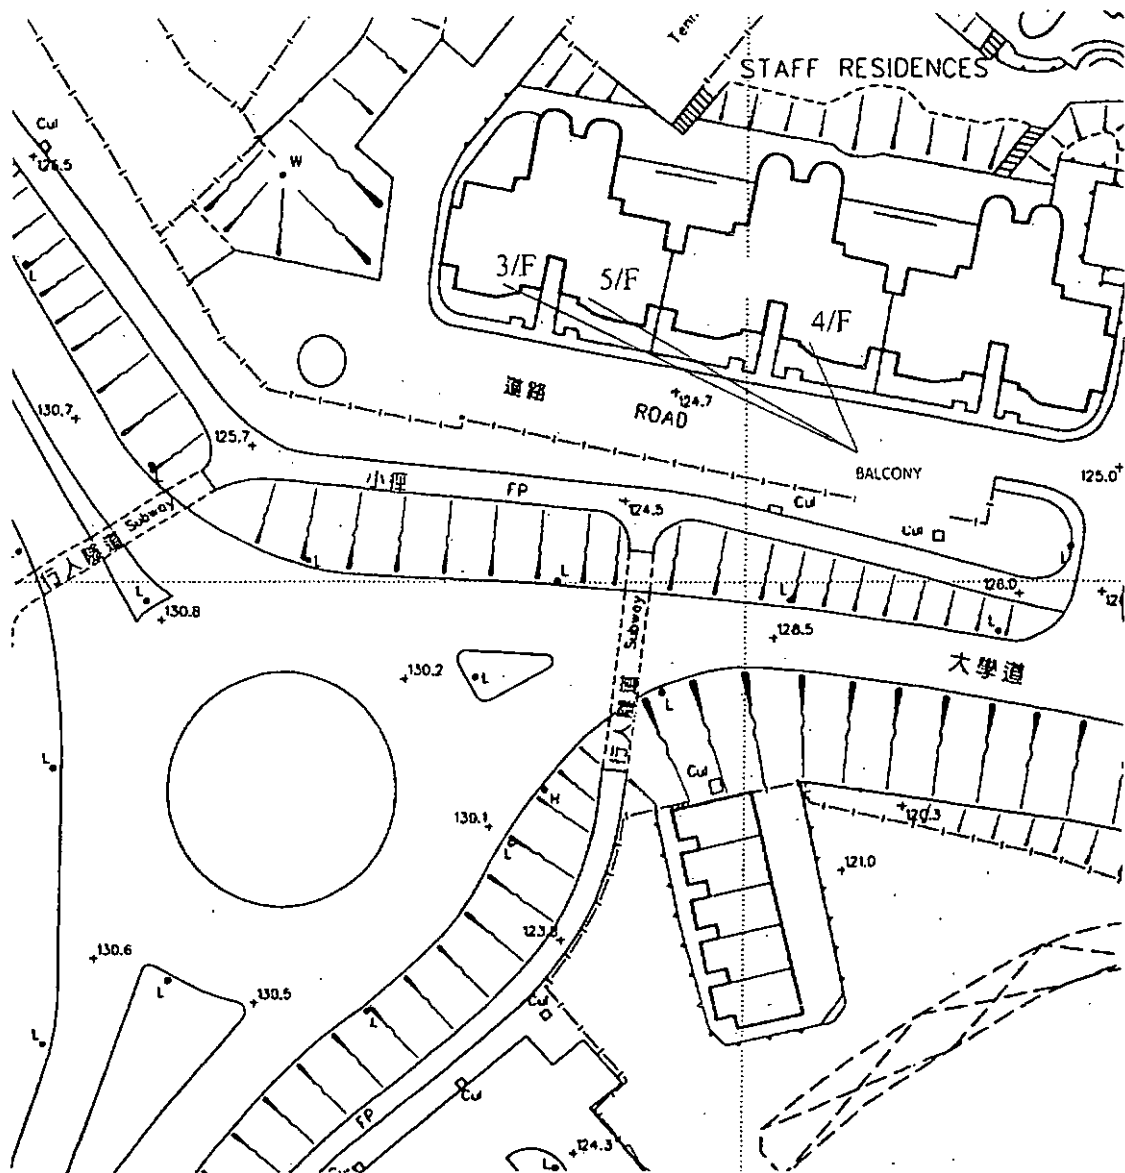 STAFF RESIDENCES
Cul
126.5
W
3/F
5/F
4/F
L
道路
ROAD
124.7
130.7
125.7
BALCONY
125.0
L
小徑
FP
124.5
Cul
Cul
Subway
行人隧道
L
L
L
L
126.0
L
L
130.8
Subway
行人隧道
128.5
大學道
130.2
L
L
L
Cul
H
130.1
L
120.3
121.0
123.8
130.6
L
130.5
Cul
L
L
Cul
FP
124.3
L